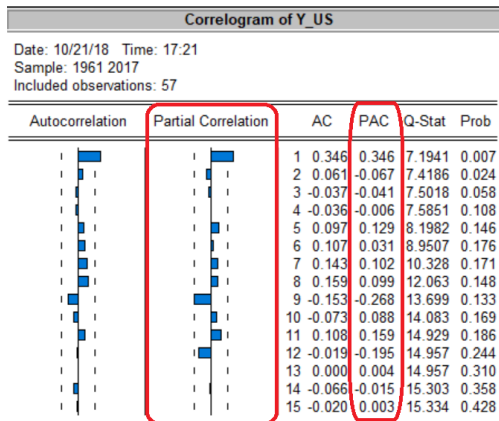 Correlogram of Y_US
Date: 10/21/18 Time: 17:21
Sample: 1961 2017
Included observations: 57
Autocorrelation Partial Correlation AC PAC Q-Stat Prob
1 0.346 0.346 7.1941 0.007
2 0.061 -0.067 7.4186 0.024
3 -0.037 -0.041 7.5018 0.058
4 -0.036 -0.006 7.5851 0.108
5 0.097 0.129 8.1982 0.146
6 0.107 0.031 8.9507 0.176
7 0.143 0.102 10.328 0.171
8 0.159 0.099 12.063 0.148
9 -0.153 -0.268 13.699 0.133
10 -0.073 0.088 14.083 0.169
11 0.108 0.159 14.929 0.186
12 -0.019 -0.195 14.957 0.244
13 0.000 0.004 14.957 0.310
14 -0.066 -0.015 15.303 0.358
15 -0.020 0.003 15.334 0.428